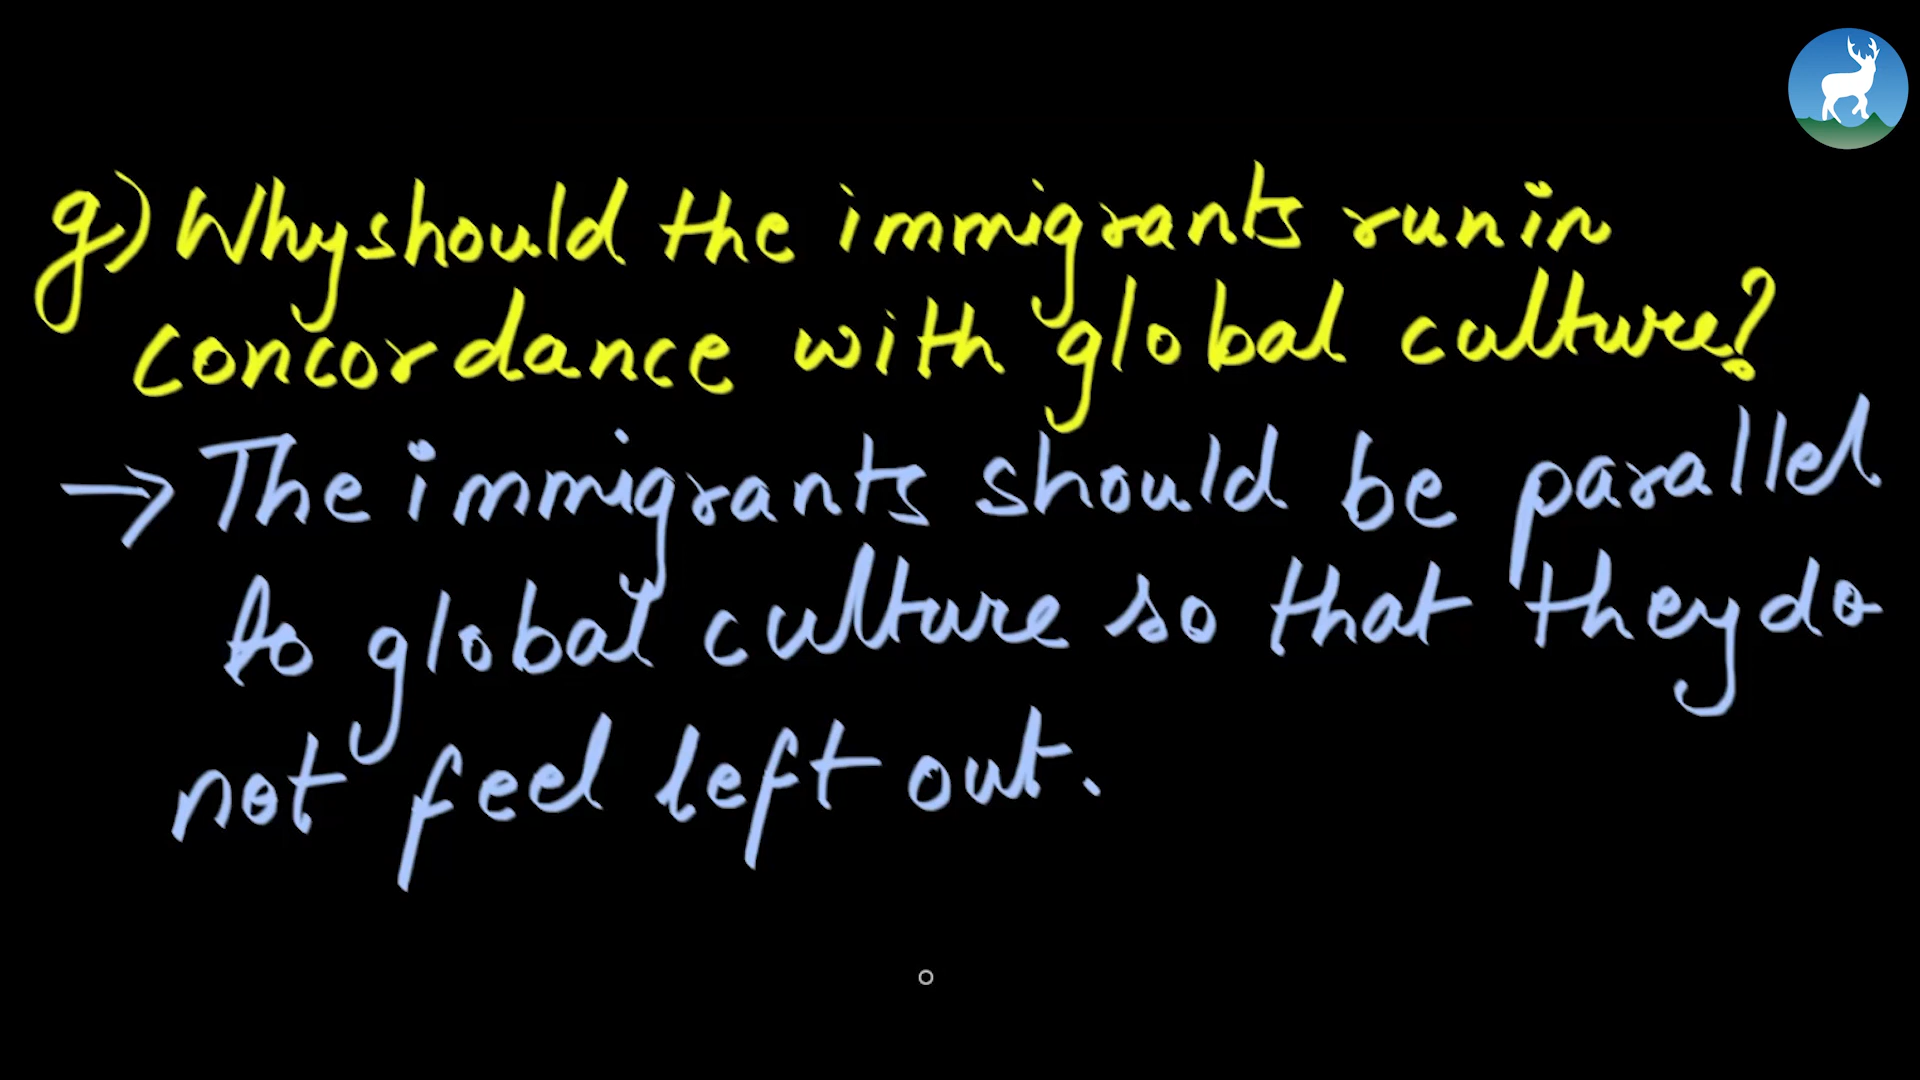 g) Why should the immigrants run in
concordance with global culture?
→ The immigrants should be parallel
to global culture so that they do
not feel left out.